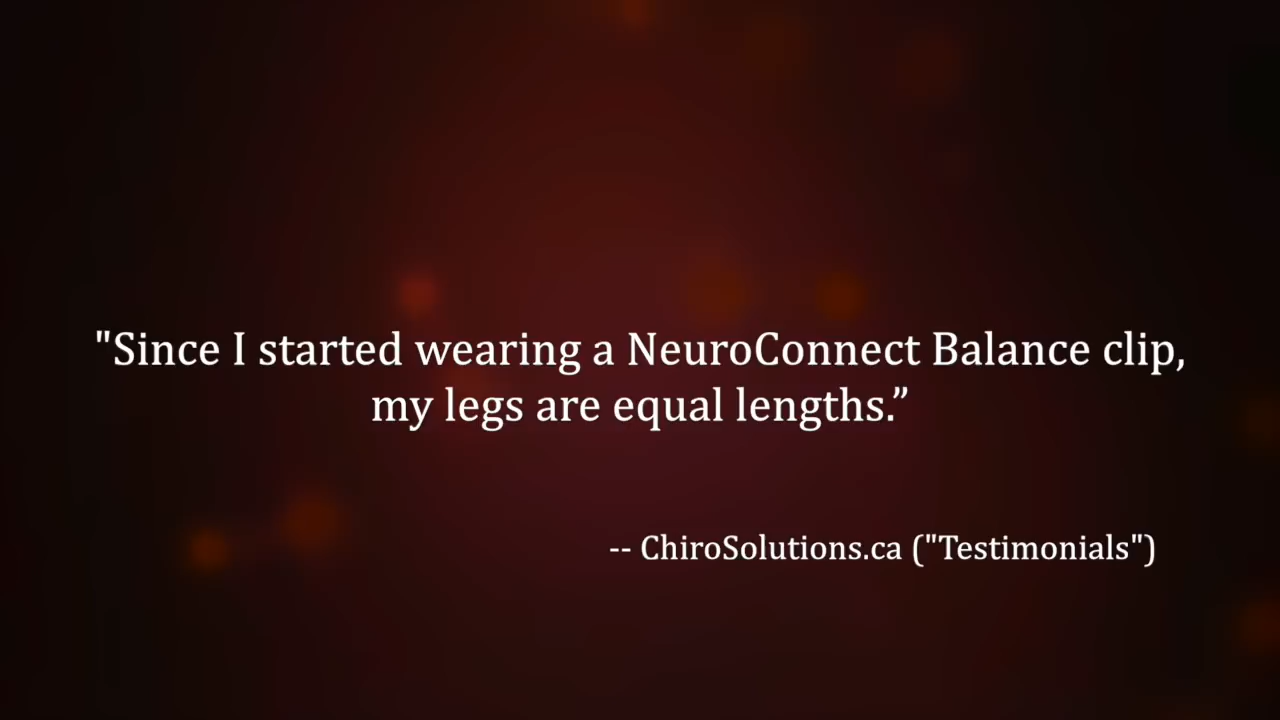 "Since I started wearing a NeuroConnect Balance clip,
my legs are equal lengths.”
-- ChiroSolutions.ca ("Testimonials")